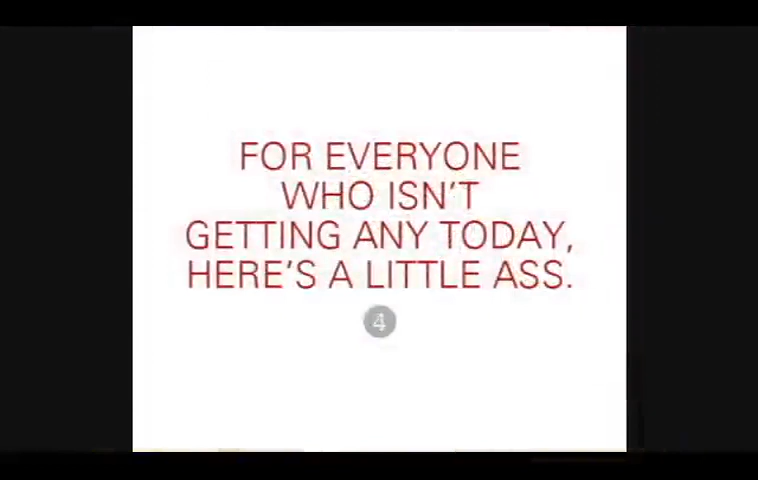 FOR EVERYONE
WHO ISN'T
GETTING ANY TODAY,
HERE'S A LITTLE ASS.
4